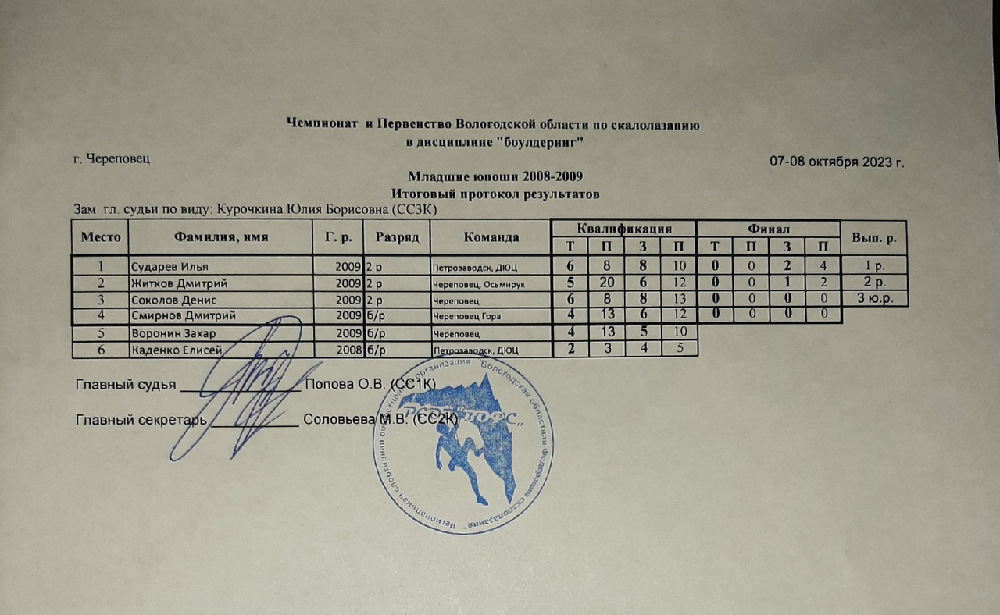 Чемпионат и Первенство Вологодской области по скалолазанию
в дисциплине "боулдеринг"
г. Череповец 07-08 октября 2023 г.
Младшие юноши 2008-2009
Итоговый протокол результатов
Зам. гл. судьи по виду: Курочкина Юлия Борисовна (СС3К)
Место Фамилия, имя Г. р. Разряд Команда Квалификация Финал Вып. р.
Т П З П Т П З П
1 Сударев Илья 2009 2 р Петрозаводск, ДЮЦ 6 8 8 10 0 0 2 4 1 р.
2 Житков Дмитрий 2009 2 р Череповец, Осьмирук 5 20 6 12 0 0 1 2 2 р.
3 Соколов Денис 2009 2 р Череповец 6 8 8 13 0 0 0 0 3 ю.р.
4 Смирнов Дмитрий 2009 б/р Череповец Гора 4 13 6 12 0 0 0 0
5 Воронин Захар 2009 б/р Череповец 4 13 5 10
6 Каденко Елисей 2008 б/р Петрозаводск, ДЮЦ 2 3 4 5
Главный судья Попова О.В. (СС1К)
Главный секретарь Соловьева М.В. (СС2К)
Региональная спортивная общественная организация "Вологодская областная Федерация скалолазания"
"ВОФС"